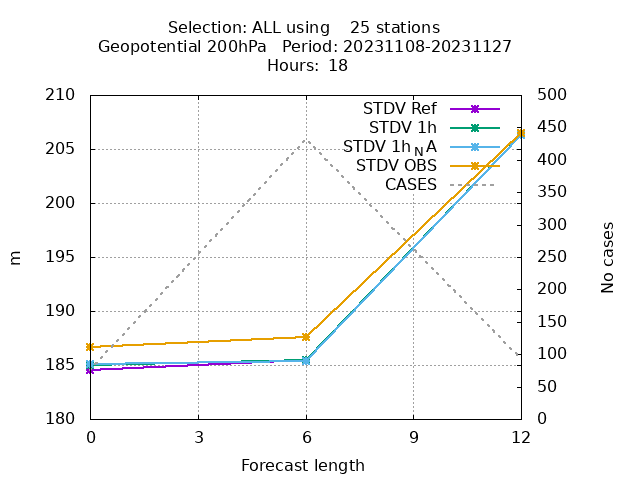 Selection: ALL using    25 stations
Geopotential 200hPa   Period: 20231108-20231127
Hours: 18
210
205
200
195
190
185
180
m
STDV Ref
STDV 1h
STDV 1h_NA
STDV OBS
CASES
500
450
400
350
300
250
200
150
100
50
0
No cases
0
3
6
9
12
Forecast length